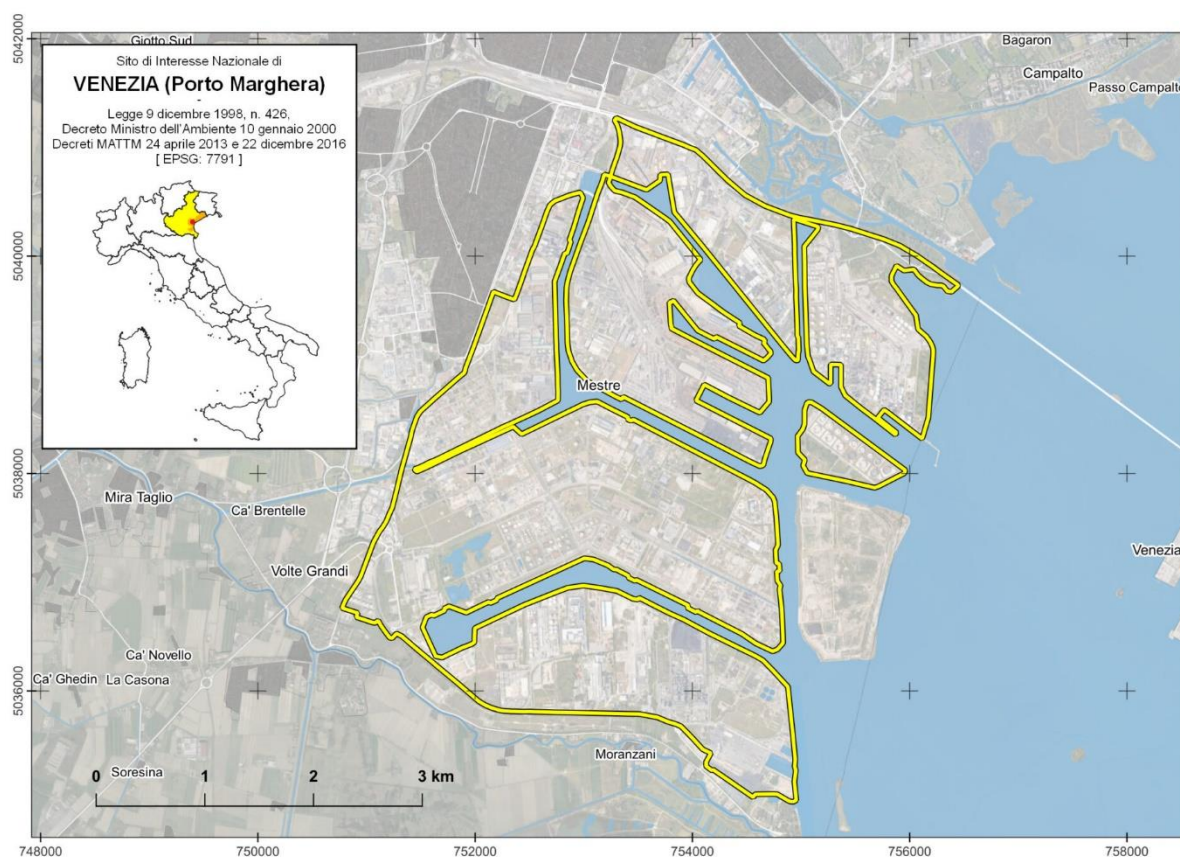 5042000
5040000
5038000
5036000
Giotto Sud
Sito di Interesse Nazionale di
VENEZIA (Porto Marghera)
-
Legge 9 dicembre 1998, n. 426,
Decreto Ministro dell'Ambiente 10 gennaio 2000
Decreti MATTM 24 aprile 2013 e 22 dicembre 2016
[ EPSG: 7791 ]
Bagaron
Campalto
Passo Campalto
Mestre
Mira Taglio
Ca' Brentelle
Venezia
Volte Grandi
Ca' Novello
Ca' Ghedin
La Casona
Moranzani
Soresina
0 1 2 3 km
748000 750000 752000 754000 756000 758000